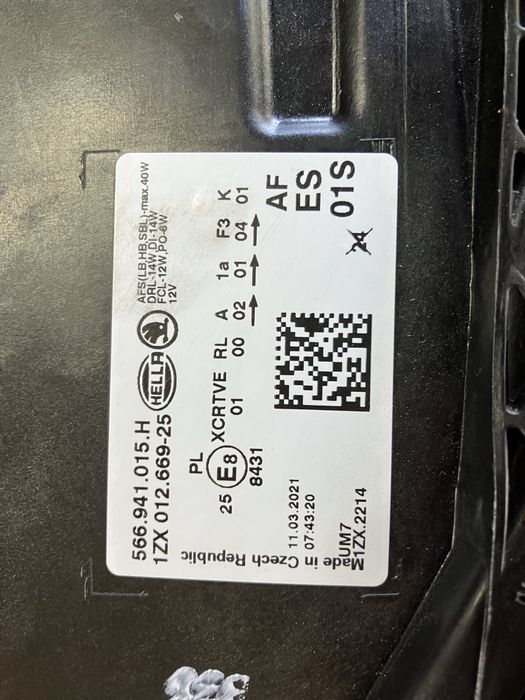 566.941.015.H
1ZX 012.669-25
HELLA
AFS(LB,HB,SBL)-max.40W
DRL-14W,DI-14W
FCL-12W,PO-6W
12V
PL
25 E8 XCRTVE RL A 1a F3 K
8431 01 00 02 01 04 01
11.03.2021
07:43:20
UM7
1ZX.2214
Made in Czech Republic
24
AF
ES
01S